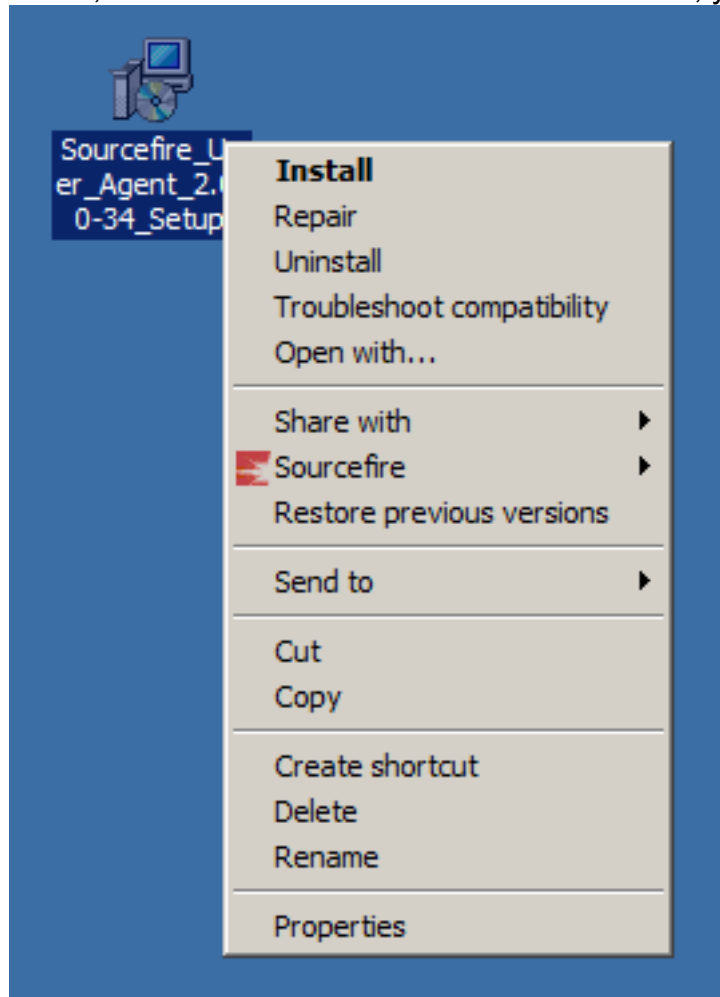 Sourcefire_U
er_Agent_2.
0-34_Setup
Install
Repair
Uninstall
Troubleshoot compatibility
Open with...
Share with
Sourcefire
Restore previous versions
Send to
Cut
Copy
Create shortcut
Delete
Rename
Properties